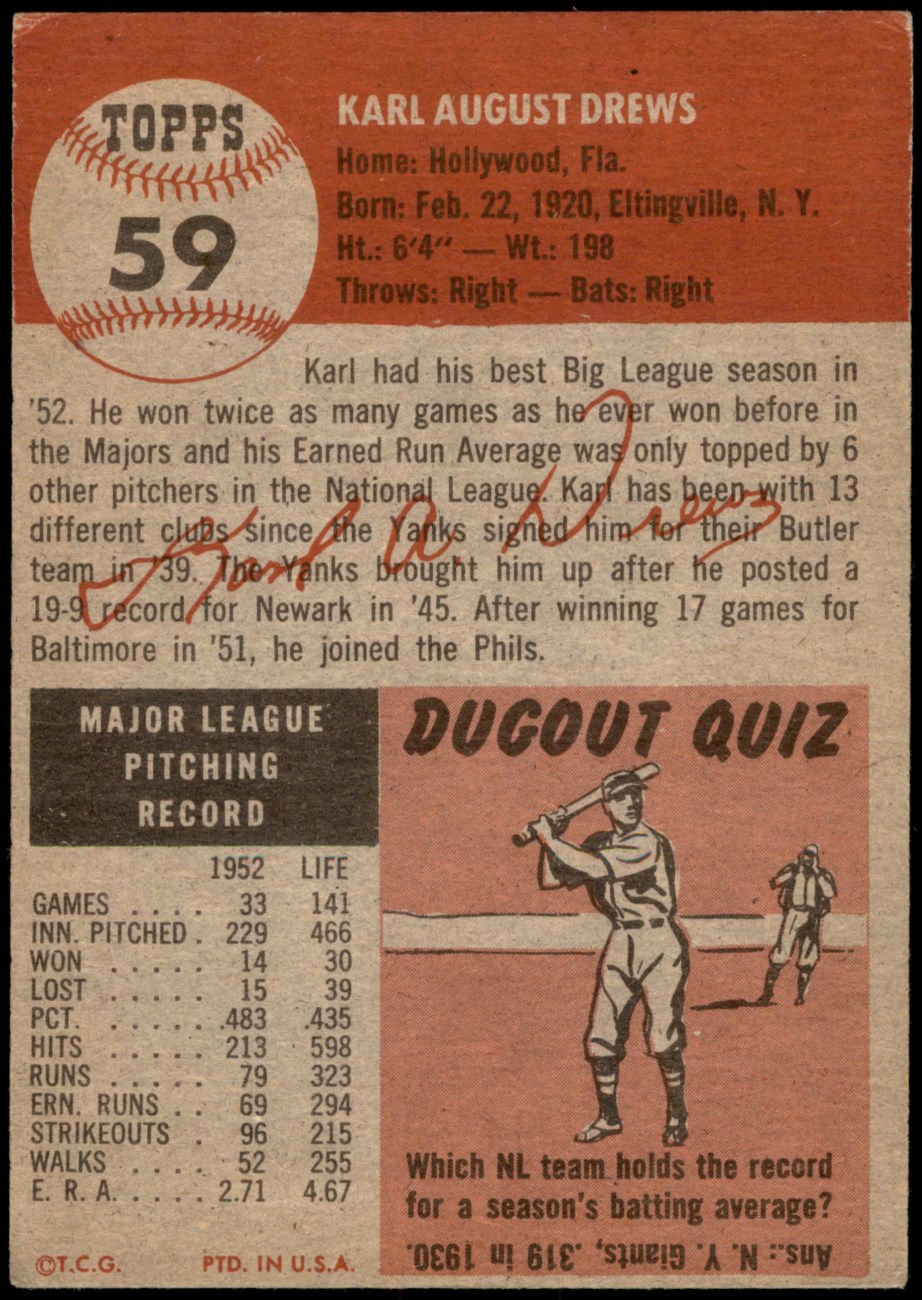 TOPPS
59
KARL AUGUST DREWS
Home: Hollywood, Fla.
Born: Feb. 22, 1920, Eltingville, N. Y.
Ht.: 6'4" — Wt.: 198
Throws: Right — Bats: Right
Karl had his best Big League season in
'52. He won twice as many games as he ever won before in
the Majors and his Earned Run Average was only topped by 6
other pitchers in the National League. Karl has been with 13
different clubs since the Yanks signed him for their Butler
team in '39. The Yanks brought him up after he posted a
19-9 record for Newark in '45. After winning 17 games for
Baltimore in '51, he joined the Phils.
Karl A. Drews
MAJOR LEAGUE
PITCHING
RECORD
1952 LIFE
GAMES . . . . 33 141
INN. PITCHED . 229 466
WON . . . . . 14 30
LOST . . . . . 15 39
PCT. . . . . . . .483 .435
HITS . . . . . 213 598
RUNS . . . . . 79 323
ERN. RUNS . . 69 294
STRIKEOUTS . 96 215
WALKS . . . . 52 255
E. R. A. . . . . . 2.71 4.67
©T.C.G. PTD. IN U.S.A.
DUGOUT QUIZ
Which NL team holds the record
for a season's batting average?
Ans.: N. Y. Giants, .319 in 1930.